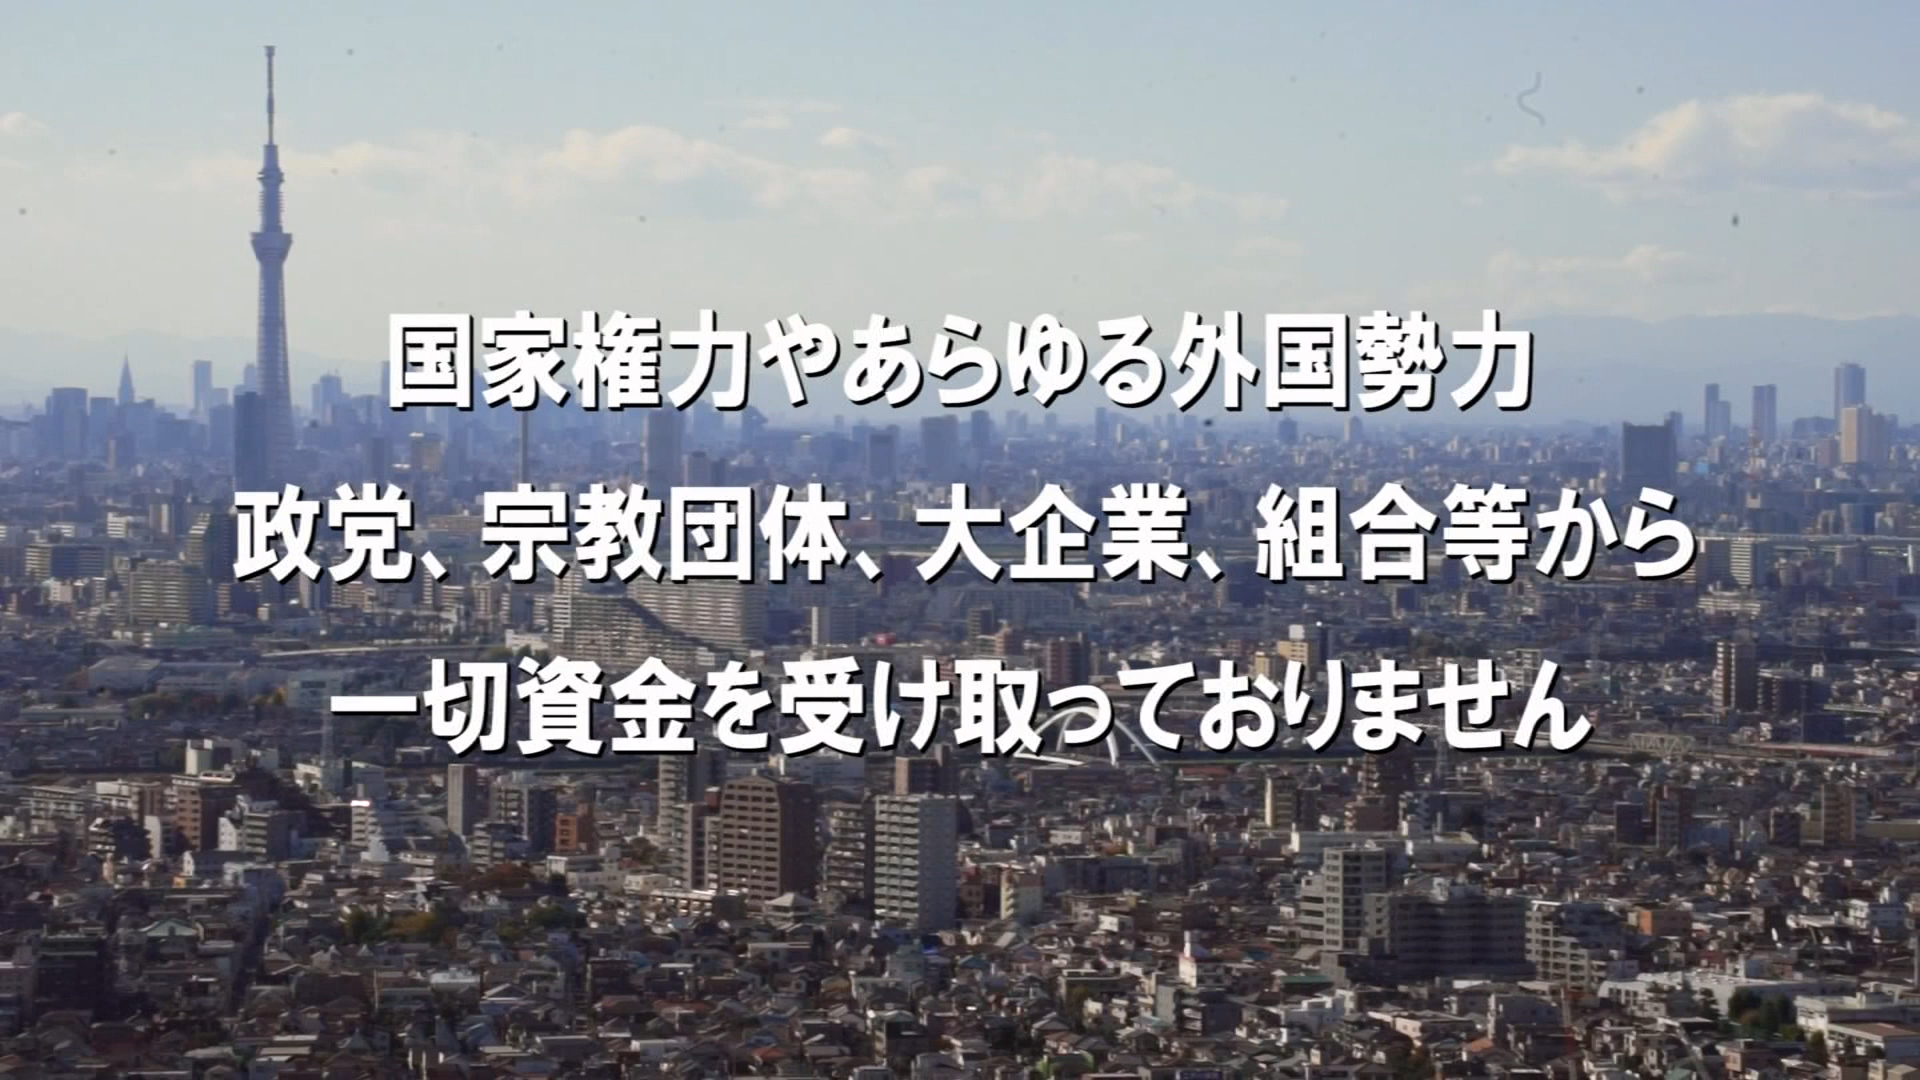 国家権力やあらゆる外国勢力
政党、宗教団体、大企業、組合等から
一切資金を受け取っておりません